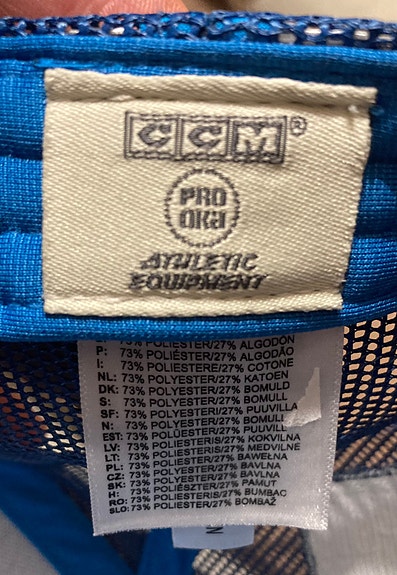 CCM®
PRO
OKA
ATHLETIC
EQUIPMENT
73% POLIESTER/27% ALGODÓN
P: 73% POLIÉSTER/27% ALGODÃO
I: 73% POLIESTERE/27% COTONE
NL: 73% POLYESTER/27% KATOEN
DK: 73% POLYESTER/27% BOMULD
S: 73% POLYESTER/27% BOMULL
SF: 73% POLYESTERI/27% PUUVILLA
N: 73% POLYESTER/27% BOMULL
EST: 73% POLÜESTER/27% PUUVILL
LV: 73% POLIESTERIS/27% KOKVILNA
LT: 73% POLIESTERIS/27% MEDVILNE
PL: 73% POLIESTER/27% BAWEŁNA
CZ: 73% POLYESTER/27% BAVLNA
SK: 73% POLYESTER/27% BAVLNA
H: 73% POLIÉSZTER/27% PAMUT
RO: 73% POLIESTERIS/27% BUMBAC
SLO: 73% POLIESTER/27% BOMBAŽ
N